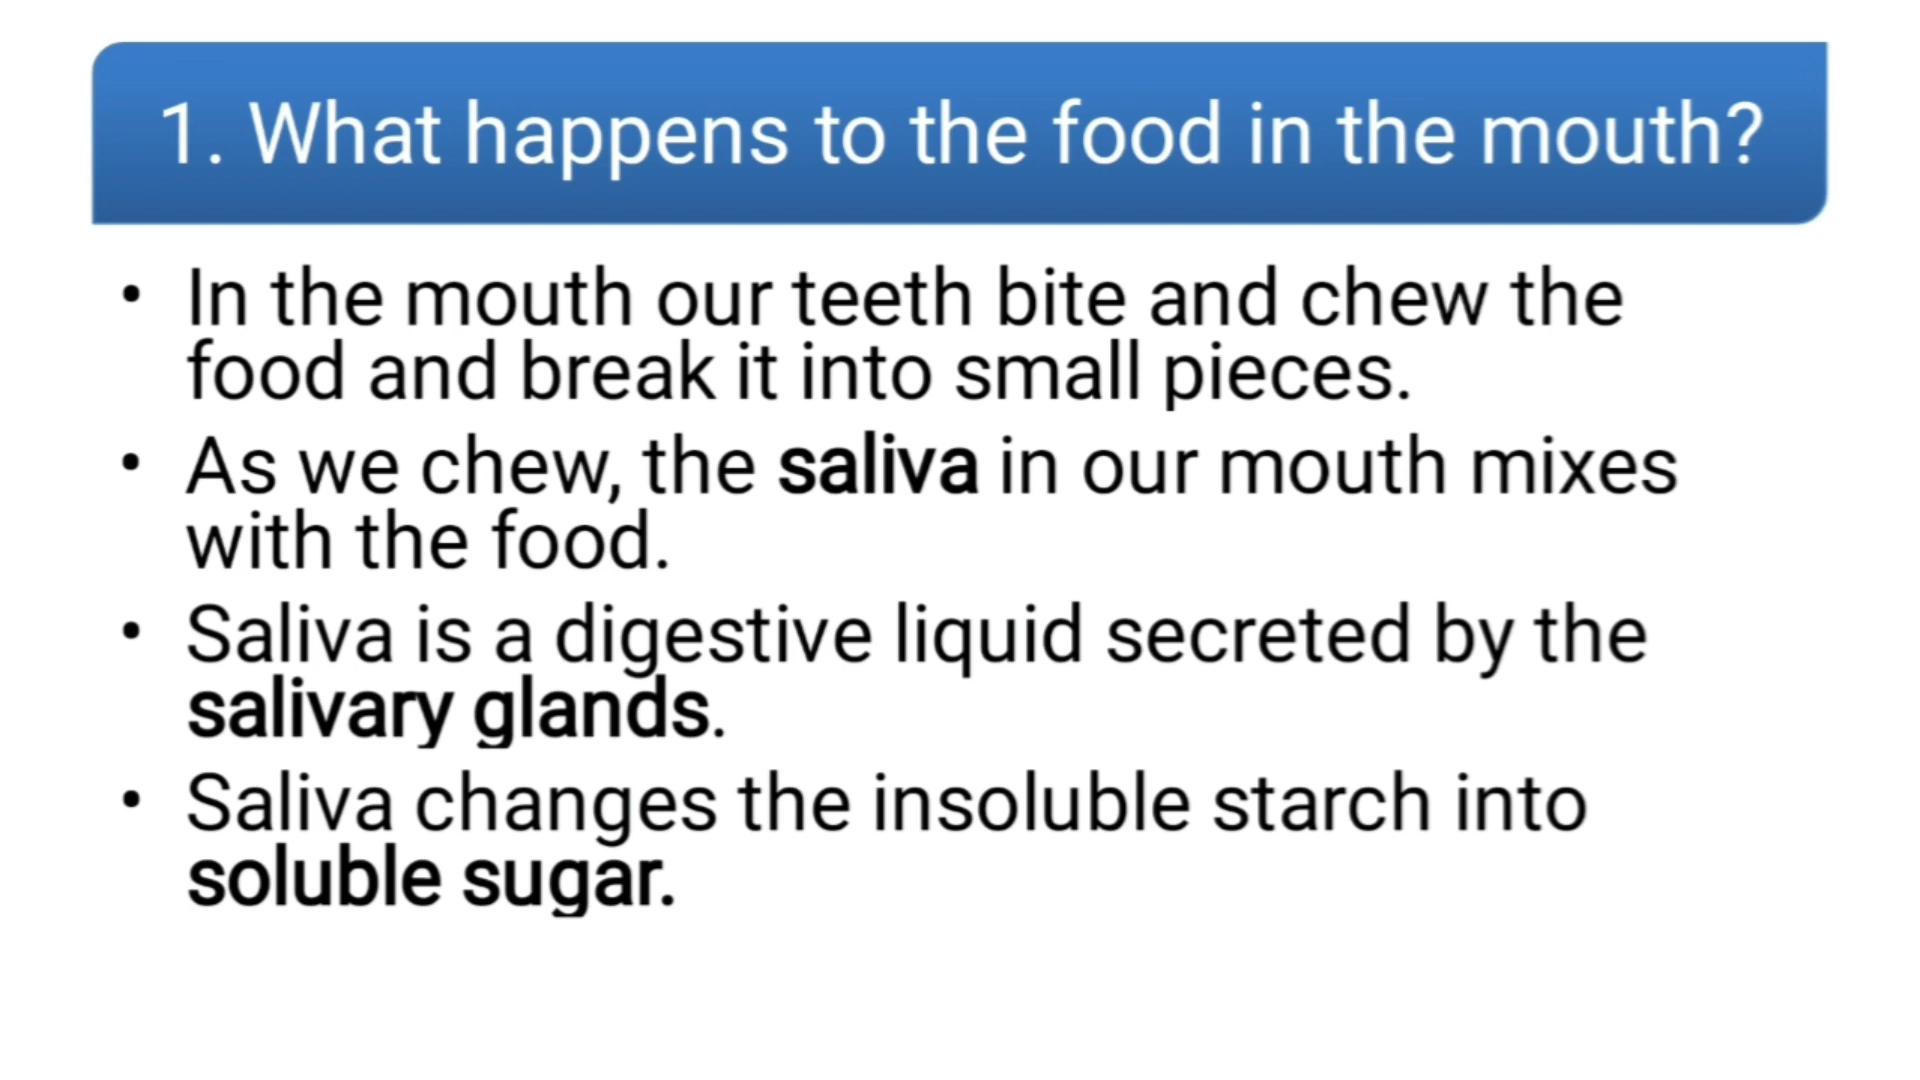 1. What happens to the food in the mouth?
• In the mouth our teeth bite and chew the
food and break it into small pieces.
• As we chew, the saliva in our mouth mixes
with the food.
• Saliva is a digestive liquid secreted by the
salivary glands.
• Saliva changes the insoluble starch into
soluble sugar.